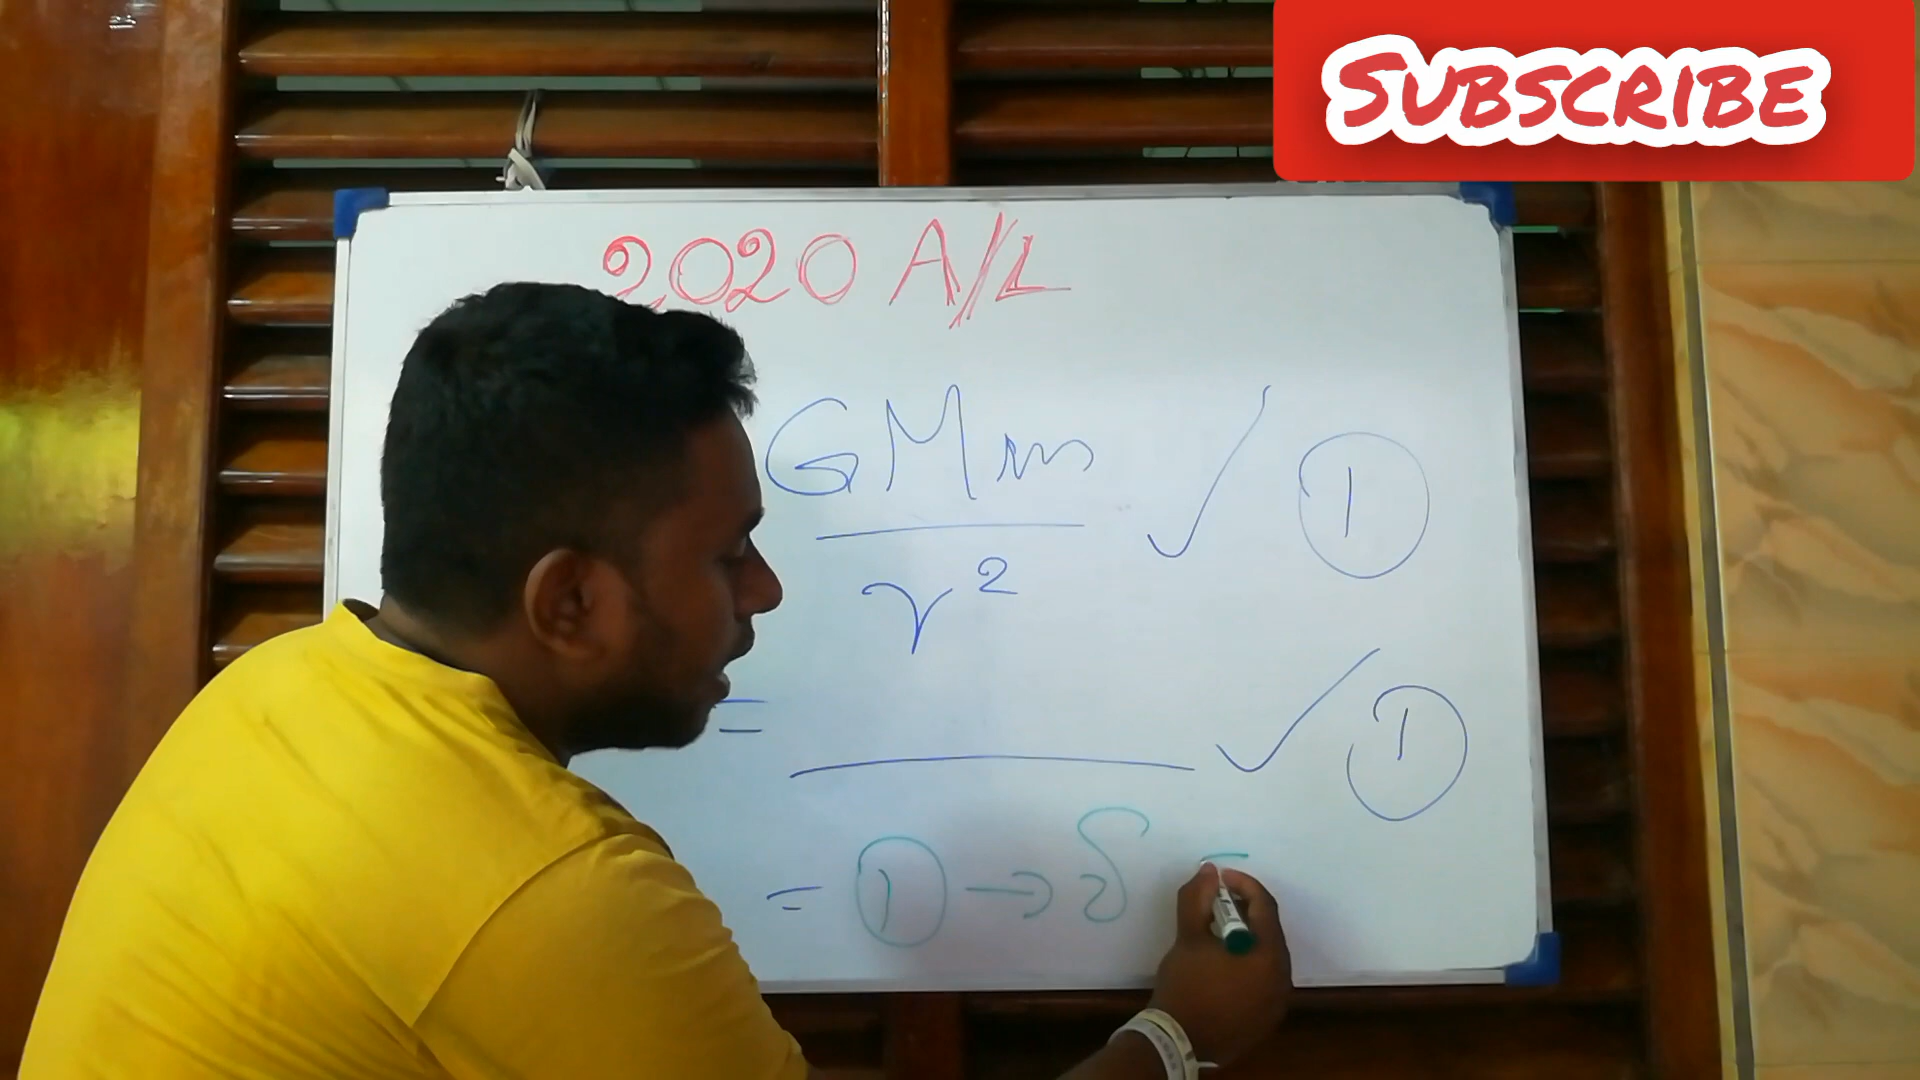 SUBSCRIBE
2020 A/L
GMm ✓ ①
r²
= ✓ ①
= ① →